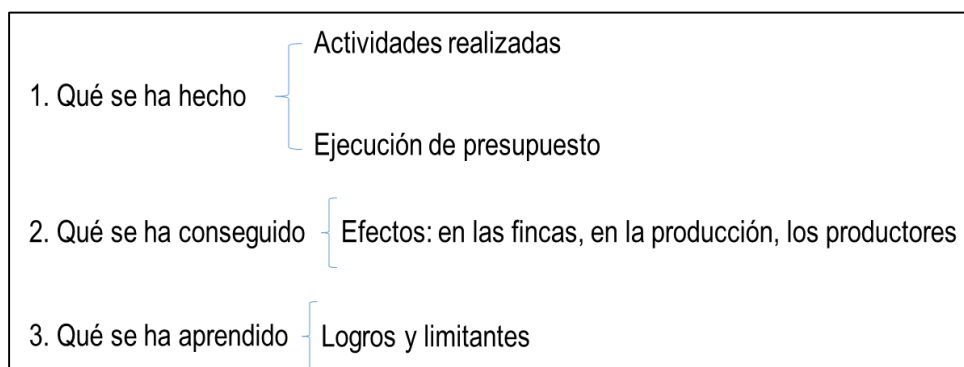 Actividades realizadas
1. Qué se ha hecho
Ejecución de presupuesto
2. Qué se ha conseguido Efectos: en las fincas, en la producción, los productores
3. Qué se ha aprendido Logros y limitantes